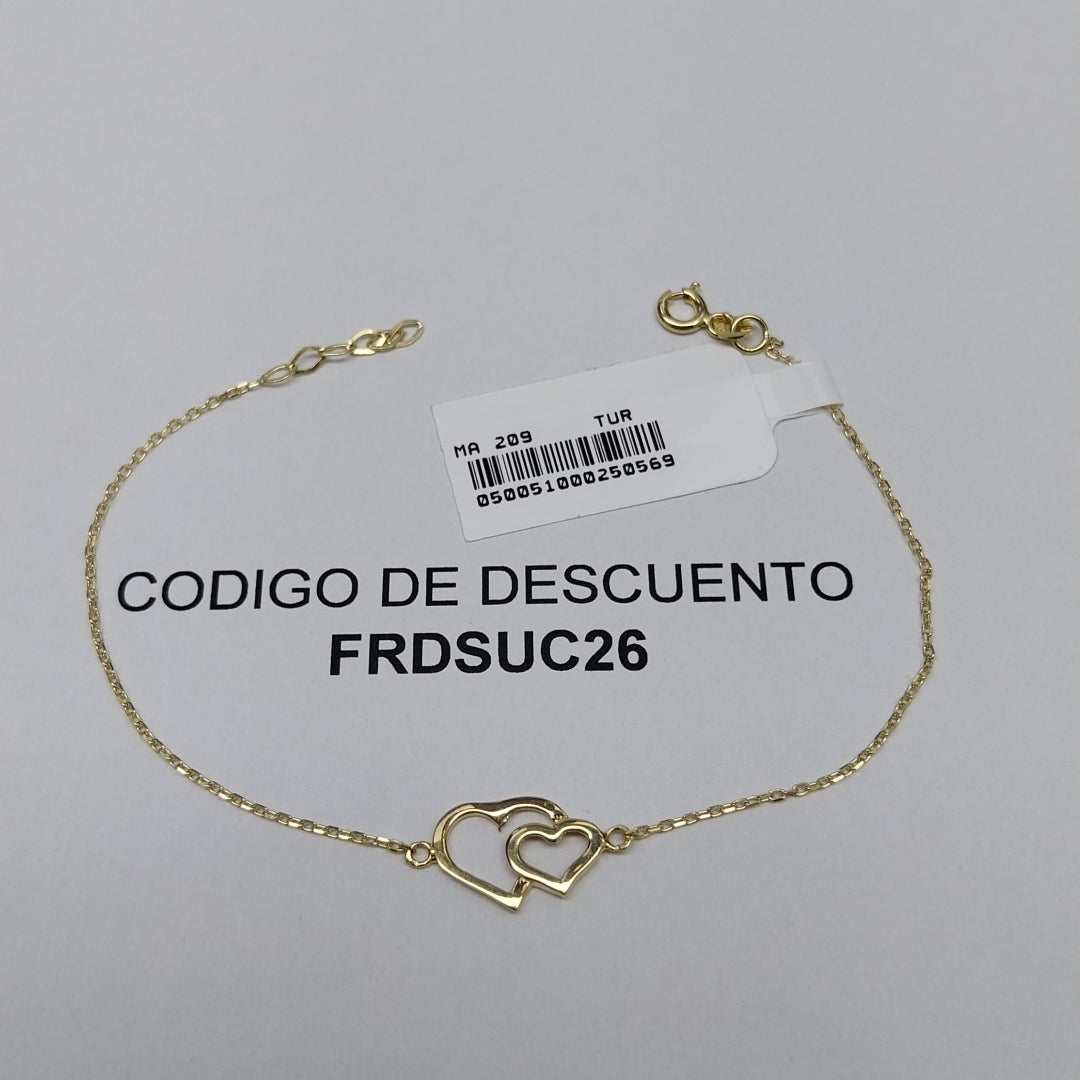 MA 209 TUR
050051000250569
CODIGO DE DESCUENTO
FRDSUC26